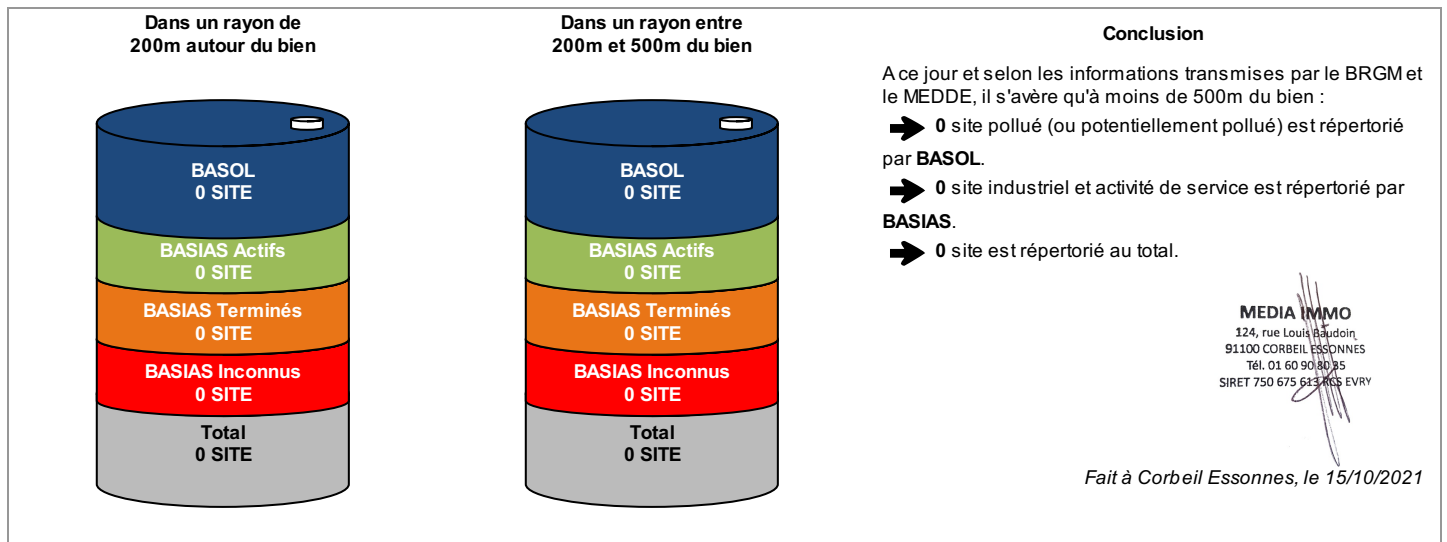 Dans un rayon de
200m autour du bien
BASOL
0 SITE
BASIAS Actifs
0 SITE
BASIAS Terminés
0 SITE
BASIAS Inconnus
0 SITE
Total
0 SITE
Dans un rayon entre
200m et 500m du bien
BASOL
0 SITE
BASIAS Actifs
0 SITE
BASIAS Terminés
0 SITE
BASIAS Inconnus
0 SITE
Total
0 SITE
Conclusion
A ce jour et selon les informations transmises par le BRGM et
le MEDDE, il s'avère qu'à moins de 500m du bien :
0 site pollué (ou potentiellement pollué) est répertorié
par BASOL.
0 site industriel et activité de service est répertorié par
BASIAS.
0 site est répertorié au total.
MEDIA IMMO
124, rue Louis Baudoin
91100 CORBEIL ESSONNES
Tél. 01 60 90 80 85
SIRET 750 675 613 RCS EVRY
Fait à Corbeil Essonnes, le 15/10/2021